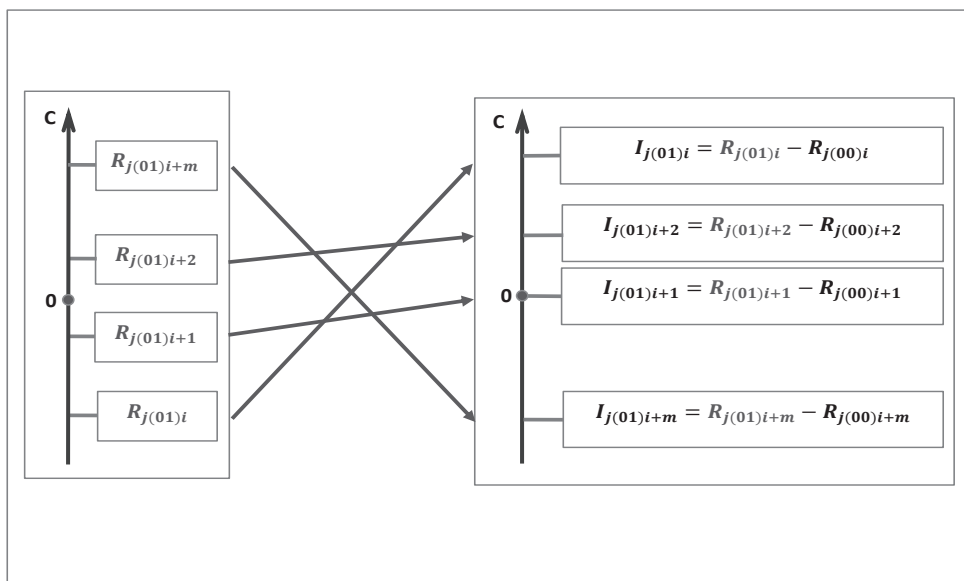 C
R_{j(01)i+m}
R_{j(01)i+2}
0
R_{j(01)i+1}
R_{j(01)i}
C
I_{j(01)i} = R_{j(01)i} − R_{j(00)i}
I_{j(01)i+2} = R_{j(01)i+2} − R_{j(00)i+2}
0
I_{j(01)i+1} = R_{j(01)i+1} − R_{j(00)i+1}
I_{j(01)i+m} = R_{j(01)i+m} − R_{j(00)i+m}